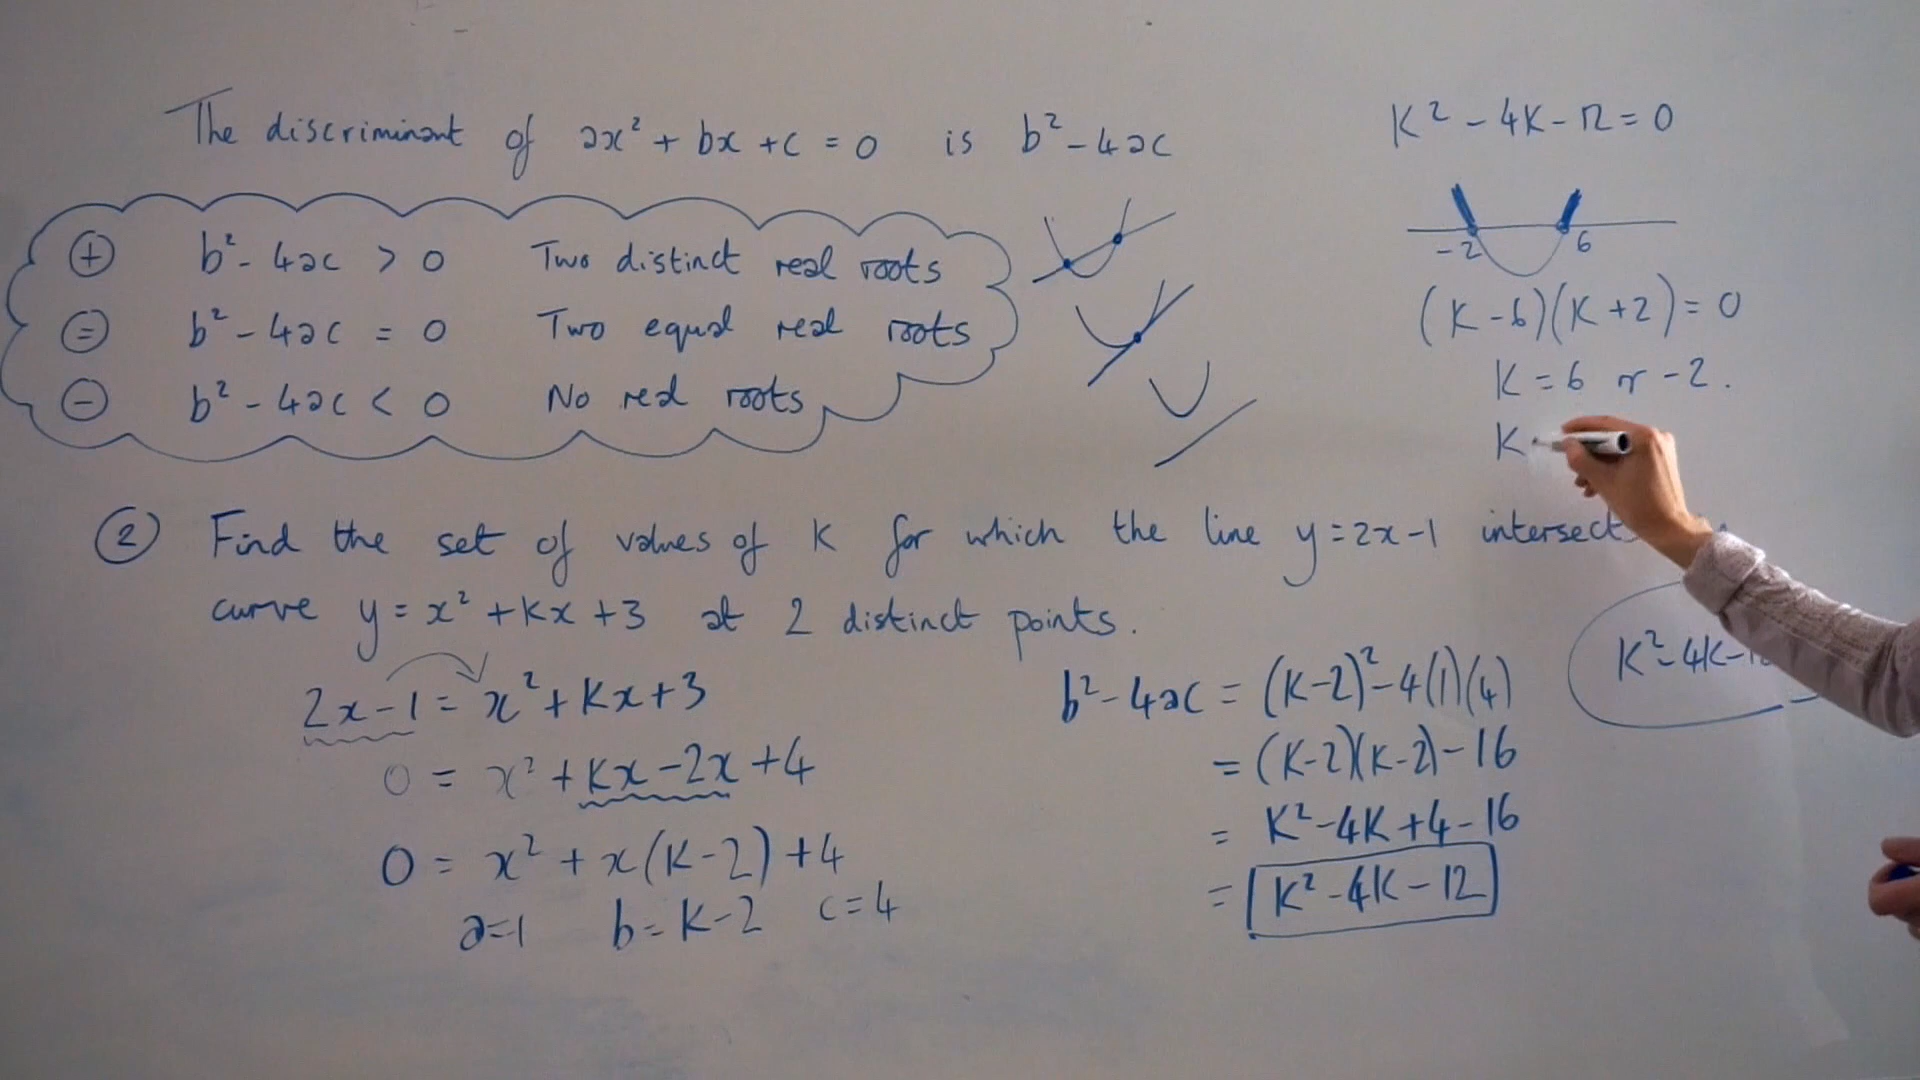 The discriminant of ax² + bx + c = 0 is b² - 4ac
+ b² - 4ac > 0 Two distinct real roots
= b² - 4ac = 0 Two equal real roots
- b² - 4ac < 0 No real roots
K² - 4K - 12 = 0
-2 6
(K - 6)(K + 2) = 0
K = 6 or -2.
K
2 Find the set of values of K for which the line y = 2x - 1 intersects
curve y = x² + Kx + 3 at 2 distinct points.
2x - 1 = x² + Kx + 3
0 = x² + Kx - 2x + 4
0 = x² + x(K - 2) + 4
a = 1 b = K - 2 c = 4
b² - 4ac = (K - 2)² - 4(1)(4)
= (K - 2)(K - 2) - 16
= K² - 4K + 4 - 16
= K² - 4K - 12
K² - 4K -